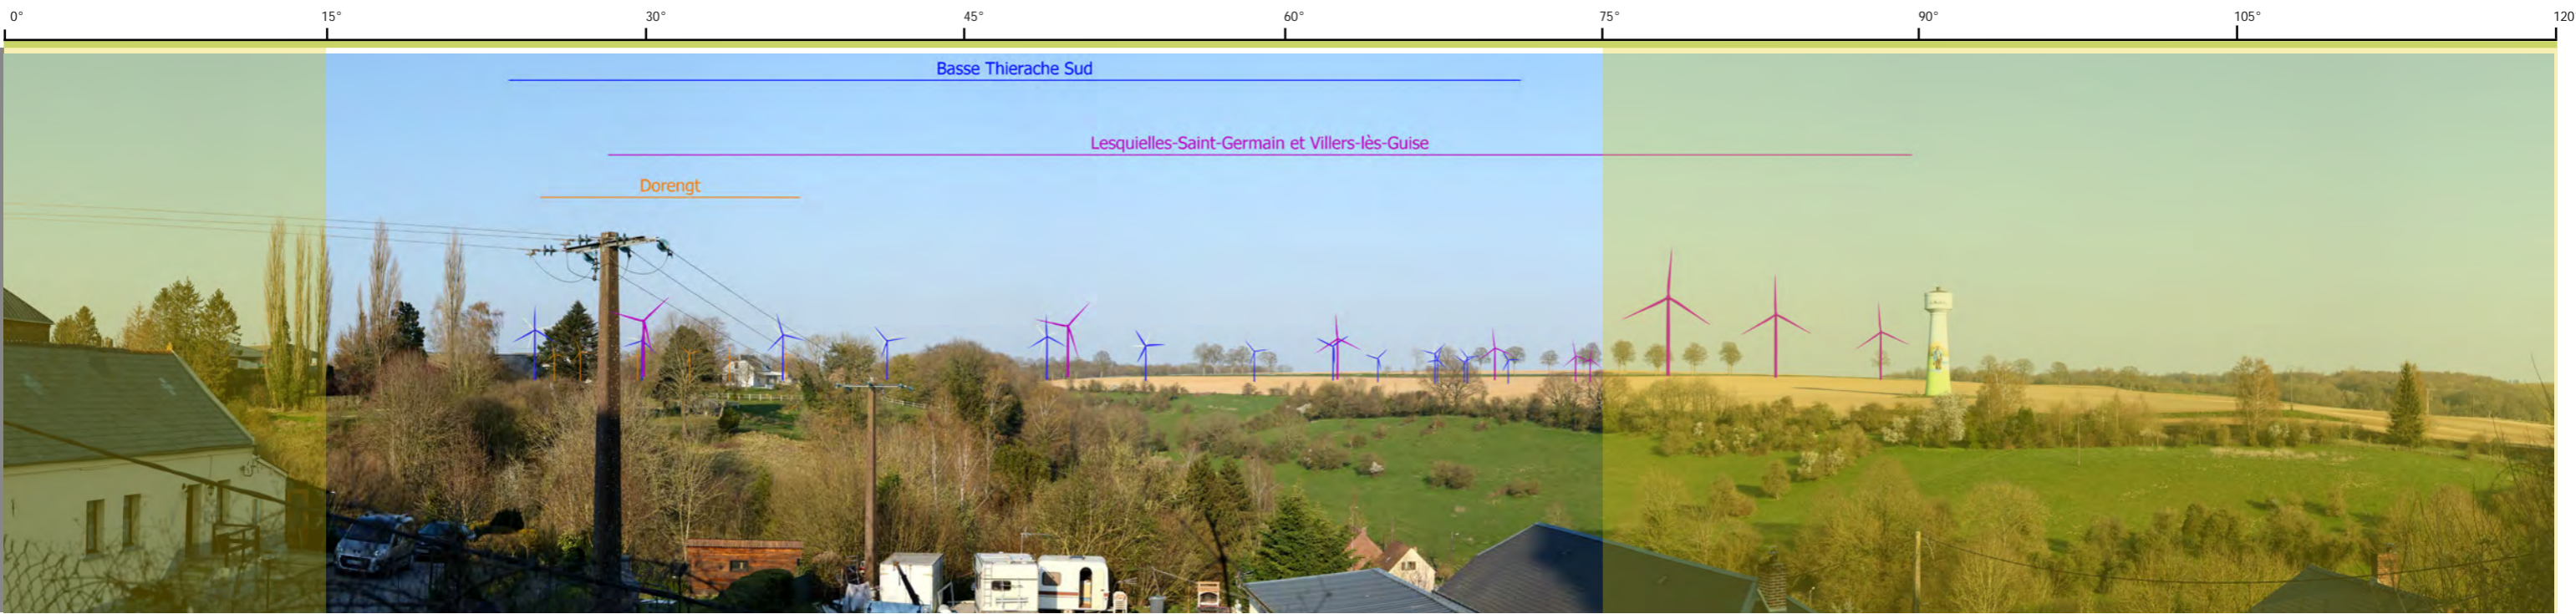 0° 15° 30° 45° 60° 75° 90° 105° 120
Basse Thierache Sud
Lesquielles-Saint-Germain et Villers-lès-Guise
Dorengt